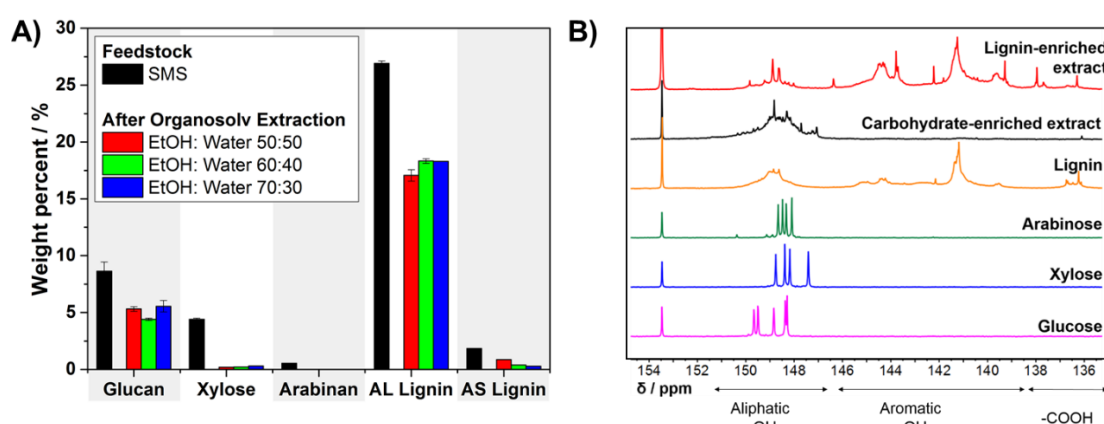 A)
30
25
20
15
10
5
0
Weight percent / %
Feedstock
SMS
After Organosolv Extraction
EtOH: Water 50:50
EtOH: Water 60:40
EtOH: Water 70:30
Glucan
Xylose
Arabinan
AL Lignin
AS Lignin
B)
Lignin-enriched
extract
Carbohydrate-enriched extract
Lignin
Arabinose
Xylose
Glucose
154 152 150 148 146 144 142 140 138 136
δ / ppm
Aliphatic
Aromatic
-COOH